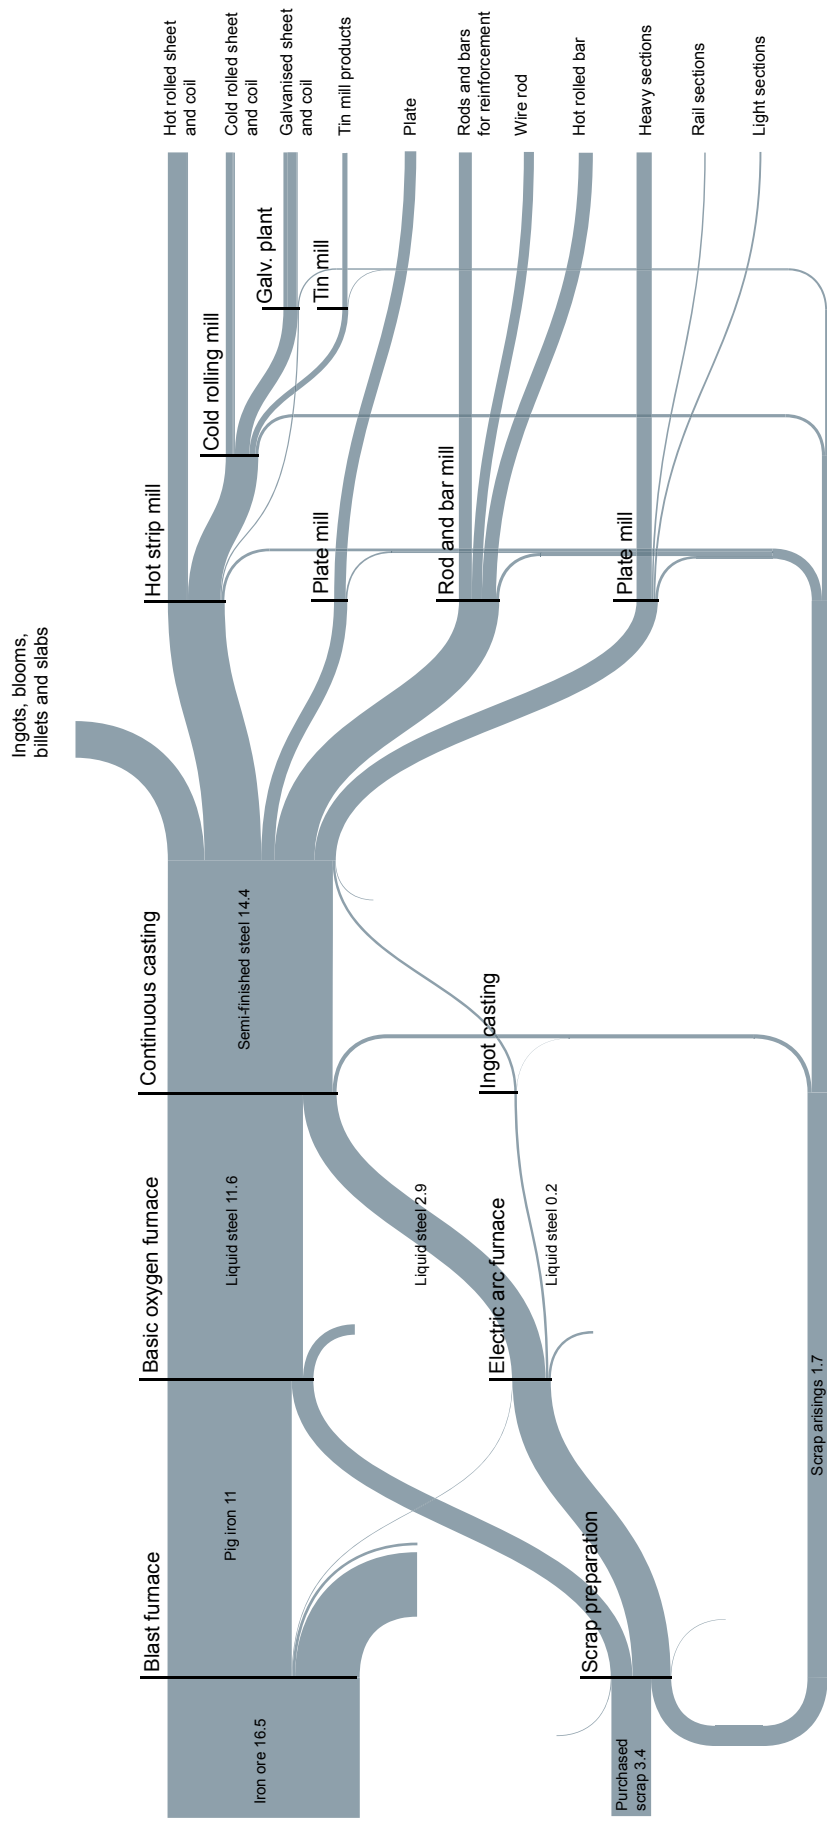 Hot rolled sheet
and coil
Cold rolled sheet
and coil
Galvanised sheet
and coil
Tin mill products
Plate
Rods and bars
for reinforcement
Wire rod
Hot rolled bar
Heavy sections
Rail sections
Light sections
Galv. plant
Tin mill
Cold rolling mill
Hot strip mill
Plate mill
Rod and bar mill
Plate mill
Ingots, blooms,
billets and slabs
Continuous casting
Semi-finished steel 14.4
Ingot casting
Basic oxygen furnace
Liquid steel 11.6
Liquid steel 2.9
Electric arc furnace
Liquid steel 0.2
Scrap arisings 1.7
Blast furnace
Pig iron 11
Scrap preparation
Iron ore 16.5
Purchased
scrap 3.4